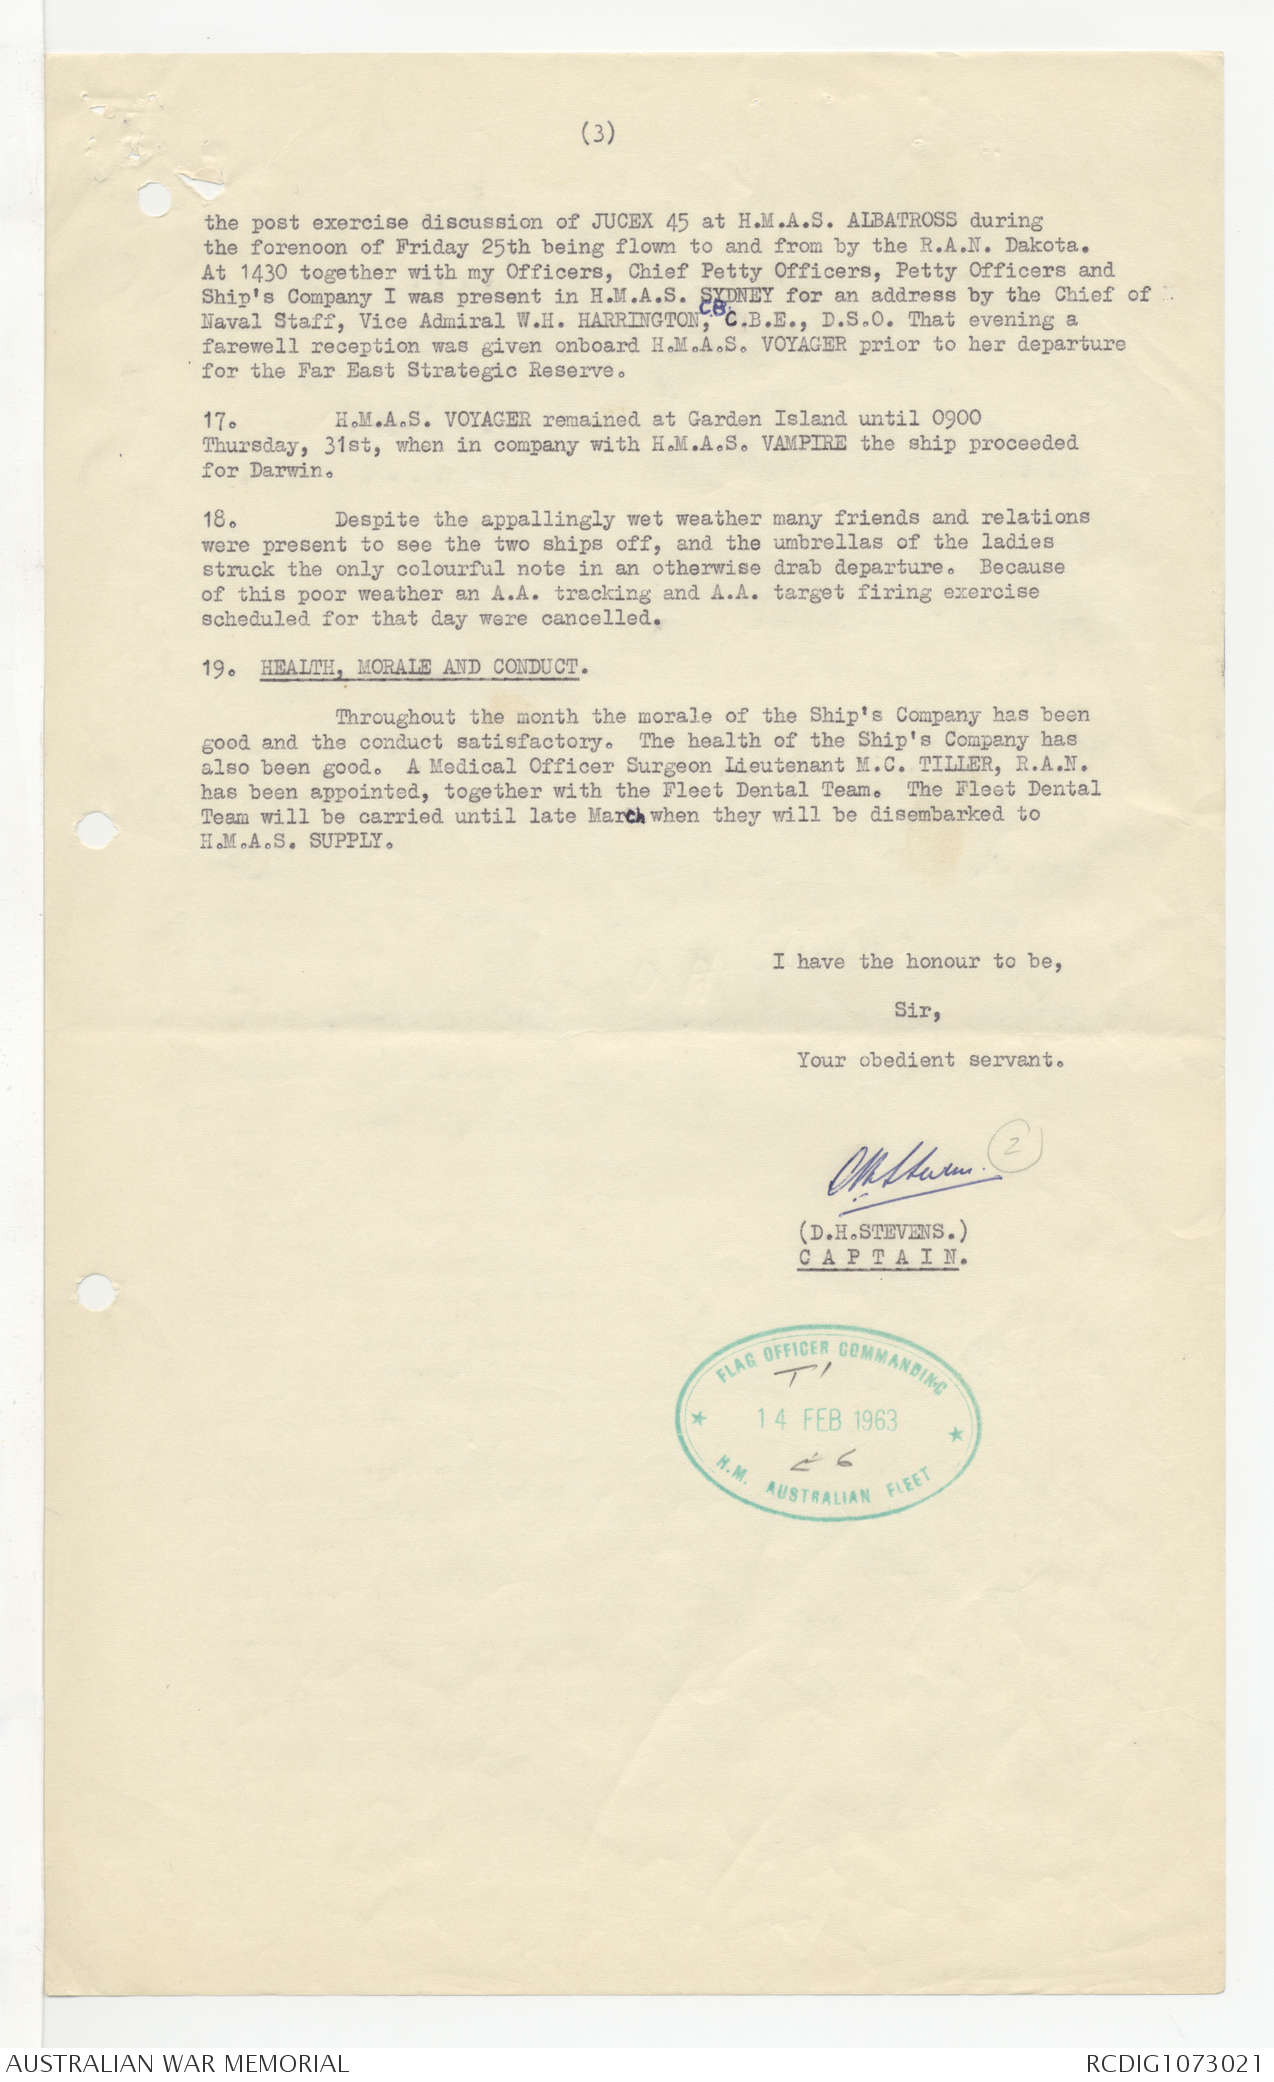 (3)
the post exercise discussion of JUCEX 45 at H.M.A.S. ALBATROSS during
the forenoon of Friday 25th being flown to and from by the R.A.N. Dakota.
At 1430 together with my Officers, Chief Petty Officers, Petty Officers and
Ship's Company I was present in H.M.A.S. SYDNEY for an address by the Chief of
Naval Staff, Vice Admiral W.H. HARRINGTON, C.B. C.B.E., D.S.O. That evening a
farewell reception was given onboard H.M.A.S. VOYAGER prior to her departure
for the Far East Strategic Reserve.
17. H.M.A.S. VOYAGER remained at Garden Island until 0900
Thursday, 31st, when in company with H.M.A.S. VAMPIRE the ship proceeded
for Darwin.
18. Despite the appallingly wet weather many friends and relations
were present to see the two ships off, and the umbrellas of the ladies
struck the only colourful note in an otherwise drab departure. Because
of this poor weather an A.A. tracking and A.A. target firing exercise
scheduled for that day were cancelled.
19. HEALTH, MORALE AND CONDUCT.
Throughout the month the morale of the Ship's Company has been
good and the conduct satisfactory. The health of the Ship's Company has
also been good. A Medical Officer Surgeon Lieutenant M.C. TILLER, R.A.N.
has been appointed, together with the Fleet Dental Team. The Fleet Dental
Team will be carried until late March when they will be disembarked to
H.M.A.S. SUPPLY.
I have the honour to be,
Sir,
Your obedient servant.
2
(D.H.STEVENS.)
C A P T A I N.
FLAG OFFICER COMMANDING
14 FEB 1963
H.M. AUSTRALIAN FLEET
AUSTRALIAN WAR MEMORIAL
RCDIG1073021